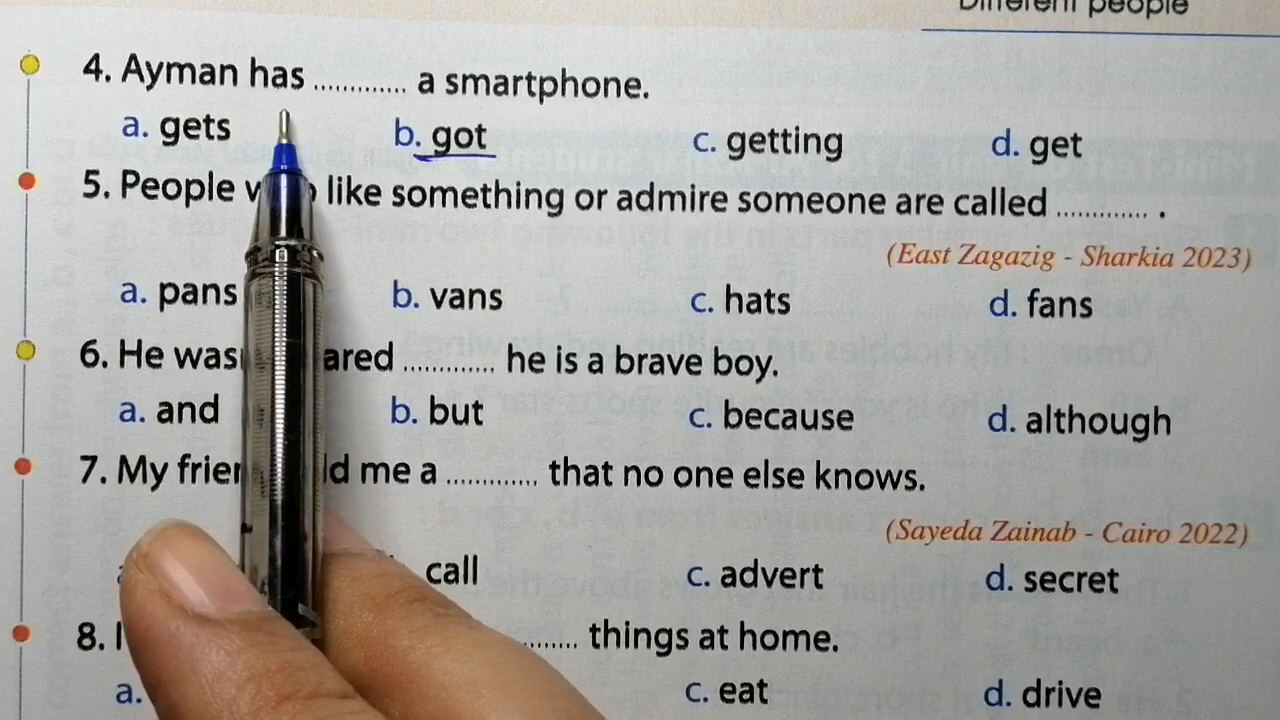 Different people
4. Ayman has ............. a smartphone.
a. gets b. got c. getting d. get
5. People like something or admire someone are called ............. .
(East Zagazig - Sharkia 2023)
a. pans b. vans c. hats d. fans
6. He was ............. he is a brave boy.
a. and b. but c. because d. although
7. My me a ............. that no one else knows.
(Sayeda Zainab - Cairo 2022)
call c. advert d. secret
8. I ......... things at home.
a. c. eat d. drive